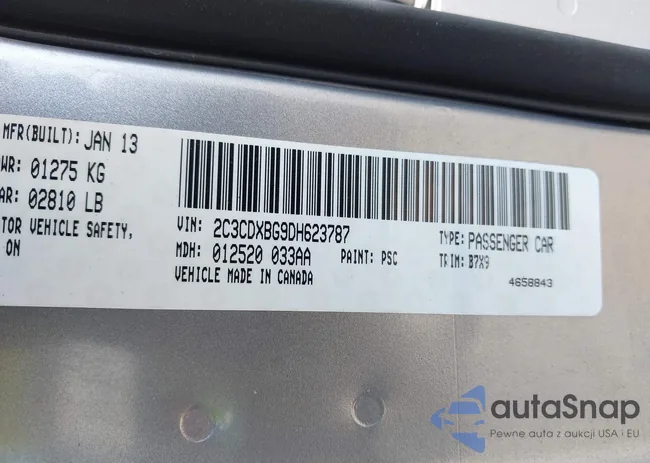 MFR(BUILT): JAN 13
WR: 01275 KG
AR: 02810 LB
TOR VEHICLE SAFETY,
ON
VIN: 2C3CDXBG9DH623787
TYPE: PASSENGER CAR
MDH: 012520 033AA PAINT: PSC
TRIM: B7X9
VEHICLE MADE IN CANADA
4658843
autaSnap
Pewne auta z aukcji USA i EU